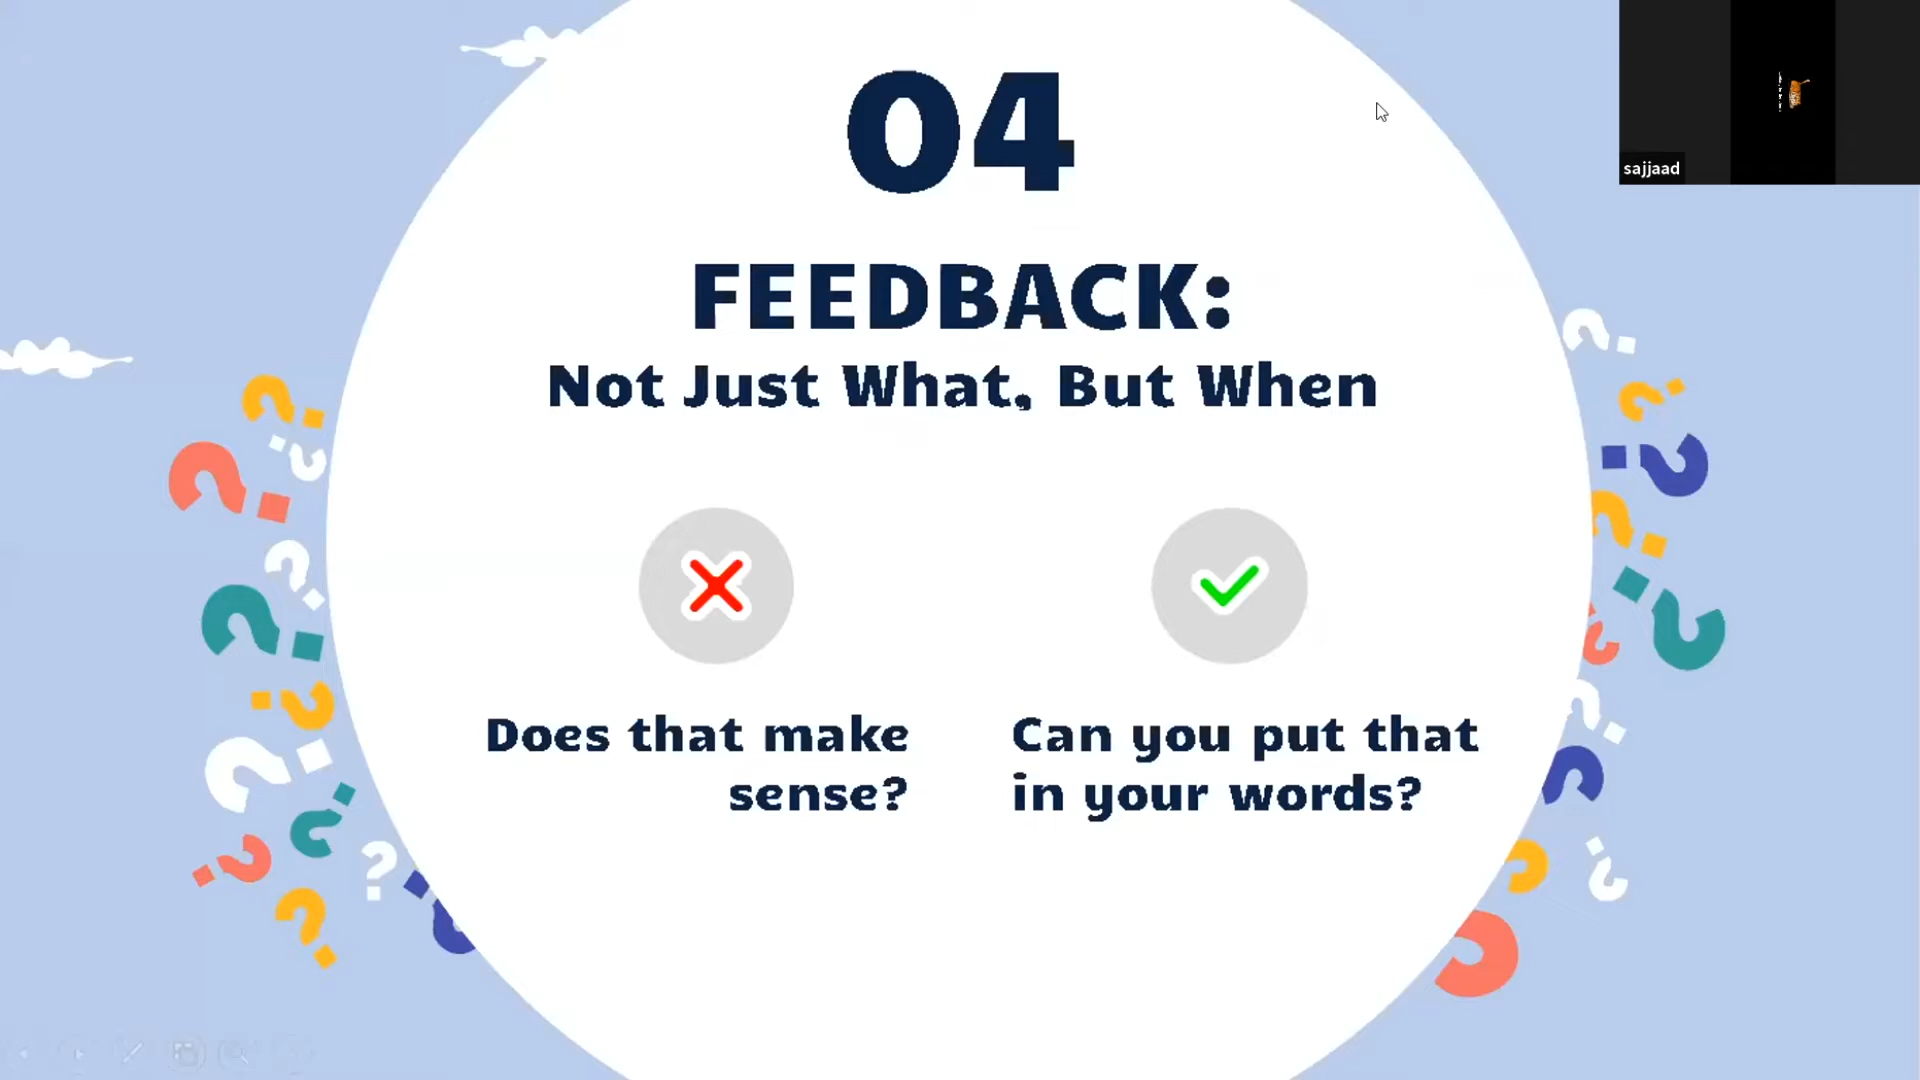 04
sajjaad
FEEDBACK:
Not Just What, But When
Does that make
sense?
Can you put that
in your words?